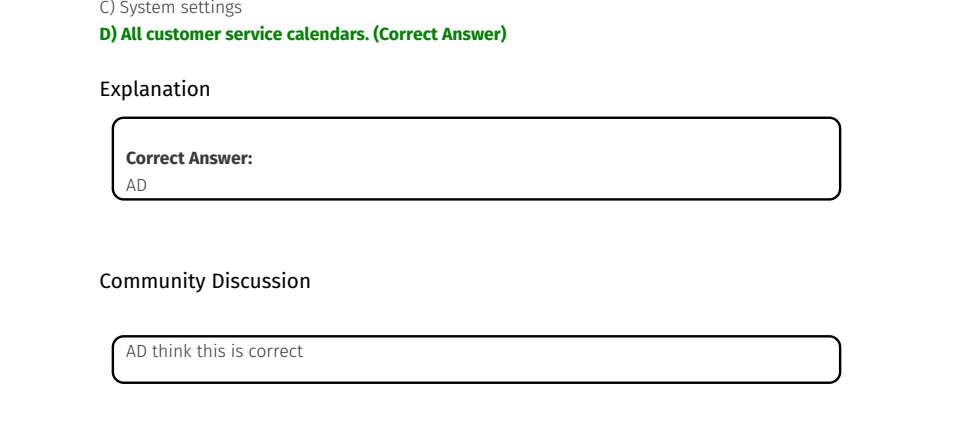 C) System settings
D) All customer service calendars. (Correct Answer)
Explanation
Correct Answer:
AD
Community Discussion
AD think this is correct